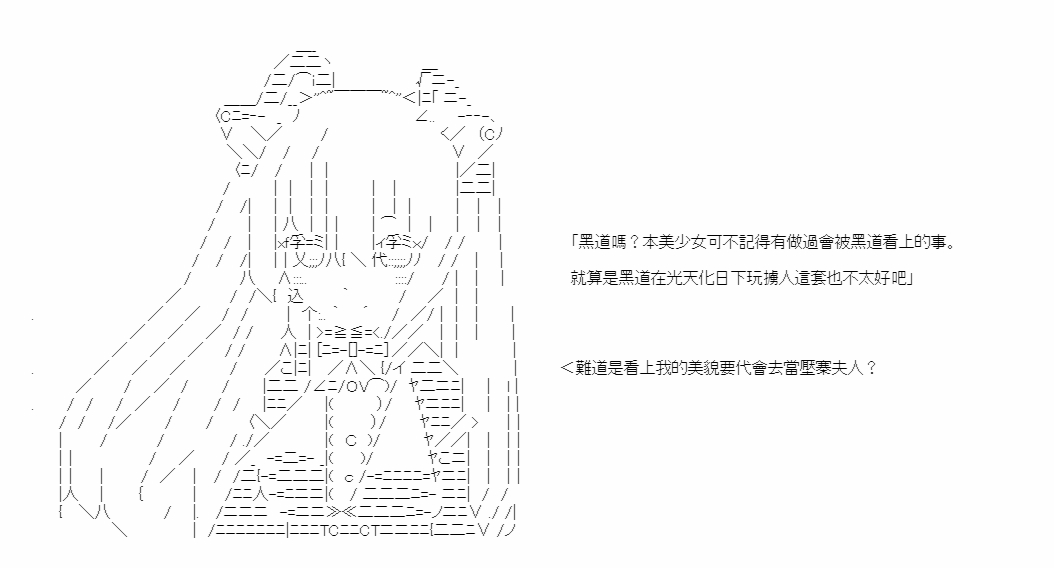 「黑道嗎？本美少女可不記得有做過會被黑道看上的事。
就算是黑道在光天化日下玩擄人這套也不太好吧」
＜難道是看上我的美貌要代會去當壓寨夫人？